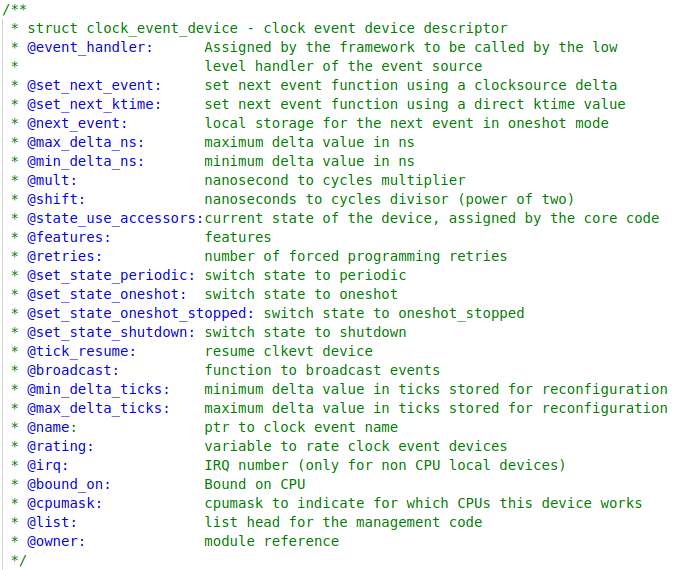 /**
 * struct clock_event_device - clock event device descriptor
 * @event_handler:      Assigned by the framework to be called by the low
 *                      level handler of the event source
 * @set_next_event:     set next event function using a clocksource delta
 * @set_next_ktime:     set next event function using a direct ktime value
 * @next_event:         local storage for the next event in oneshot mode
 * @max_delta_ns:       maximum delta value in ns
 * @min_delta_ns:       minimum delta value in ns
 * @mult:               nanosecond to cycles multiplier
 * @shift:              nanoseconds to cycles divisor (power of two)
 * @state_use_accessors:current state of the device, assigned by the core code
 * @features:           features
 * @retries:            number of forced programming retries
 * @set_state_periodic: switch state to periodic
 * @set_state_oneshot:  switch state to oneshot
 * @set_state_oneshot_stopped: switch state to oneshot_stopped
 * @set_state_shutdown: switch state to shutdown
 * @tick_resume:        resume clkevt device
 * @broadcast:          function to broadcast events
 * @min_delta_ticks:    minimum delta value in ticks stored for reconfiguration
 * @max_delta_ticks:    maximum delta value in ticks stored for reconfiguration
 * @name:               ptr to clock event name
 * @rating:             variable to rate clock event devices
 * @irq:                IRQ number (only for non CPU local devices)
 * @bound_on:           Bound on CPU
 * @cpumask:            cpumask to indicate for which CPUs this device works
 * @list:               list head for the management code
 * @owner:              module reference
 */